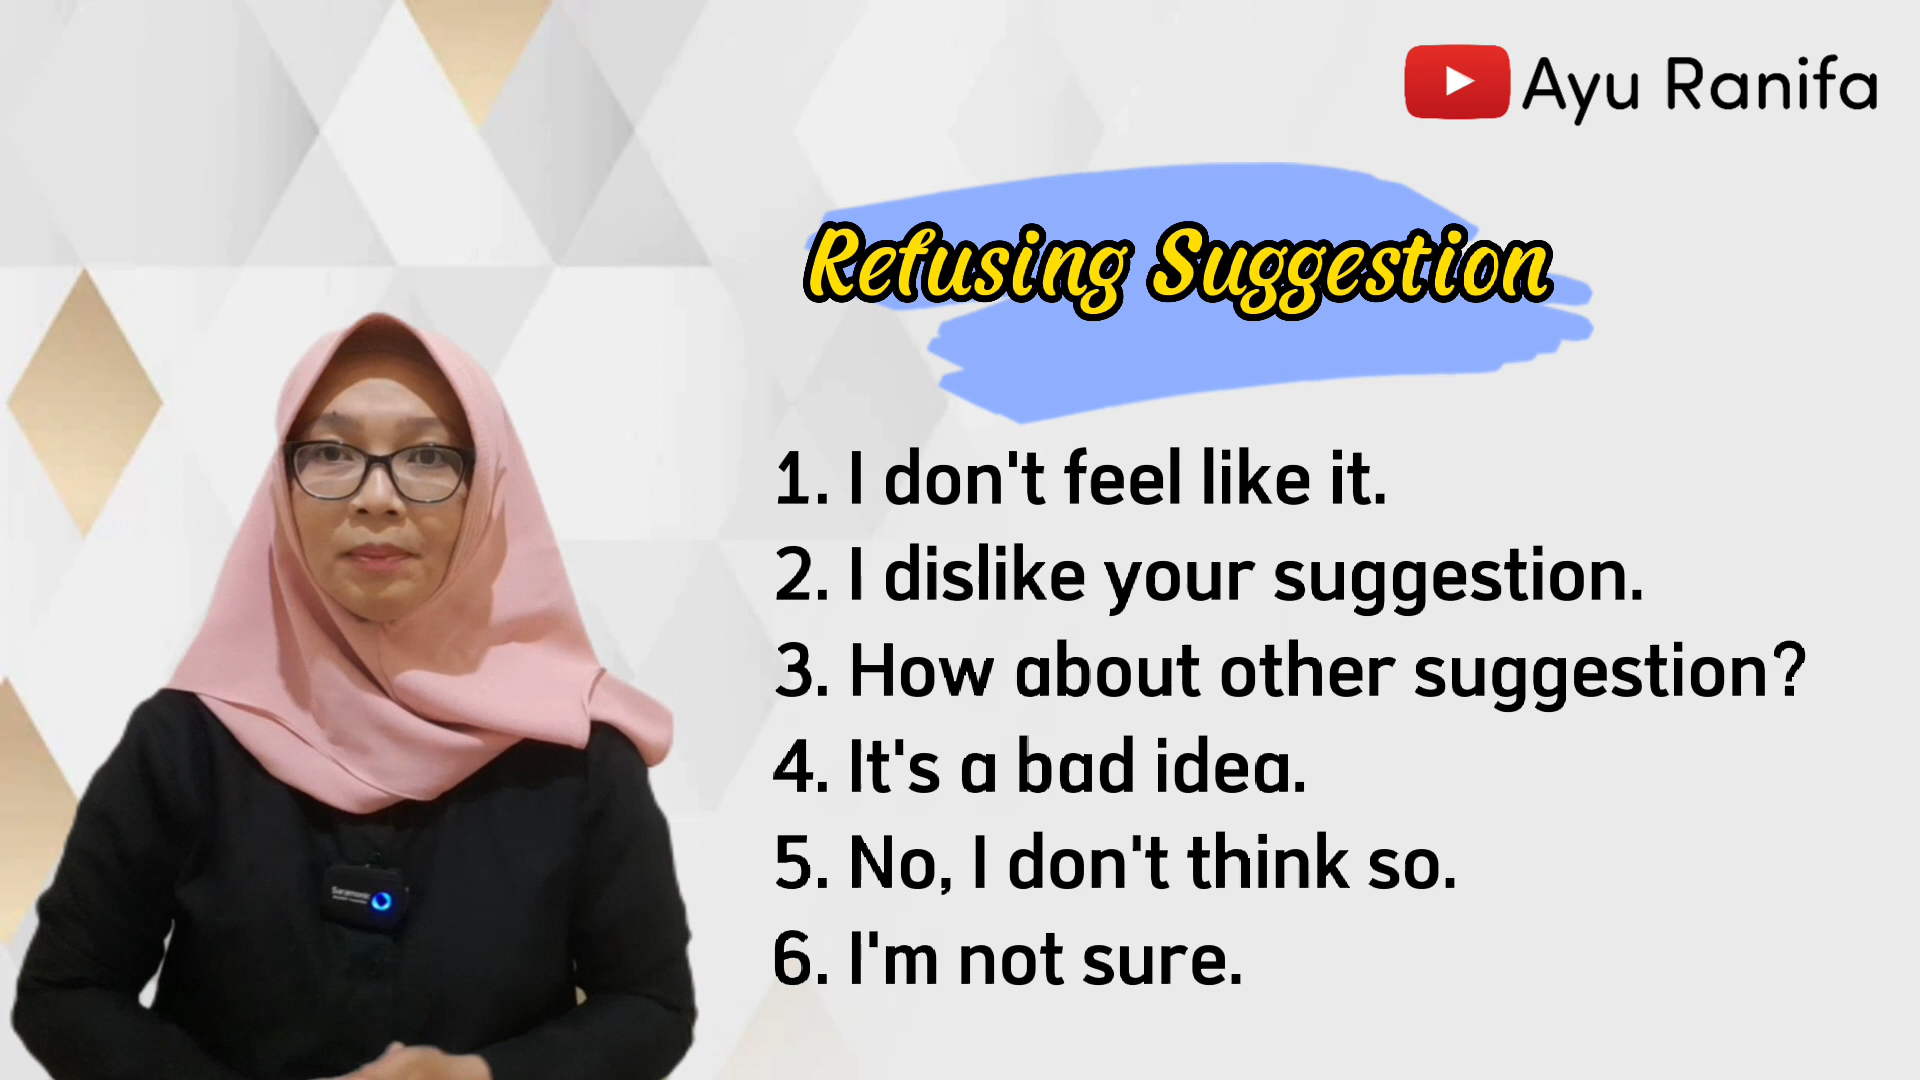 Ayu Ranifa
Refusing Suggestion
1. I don't feel like it.
2. I dislike your suggestion.
3. How about other suggestion?
4. It's a bad idea.
5. No, I don't think so.
6. I'm not sure.
Saramonic